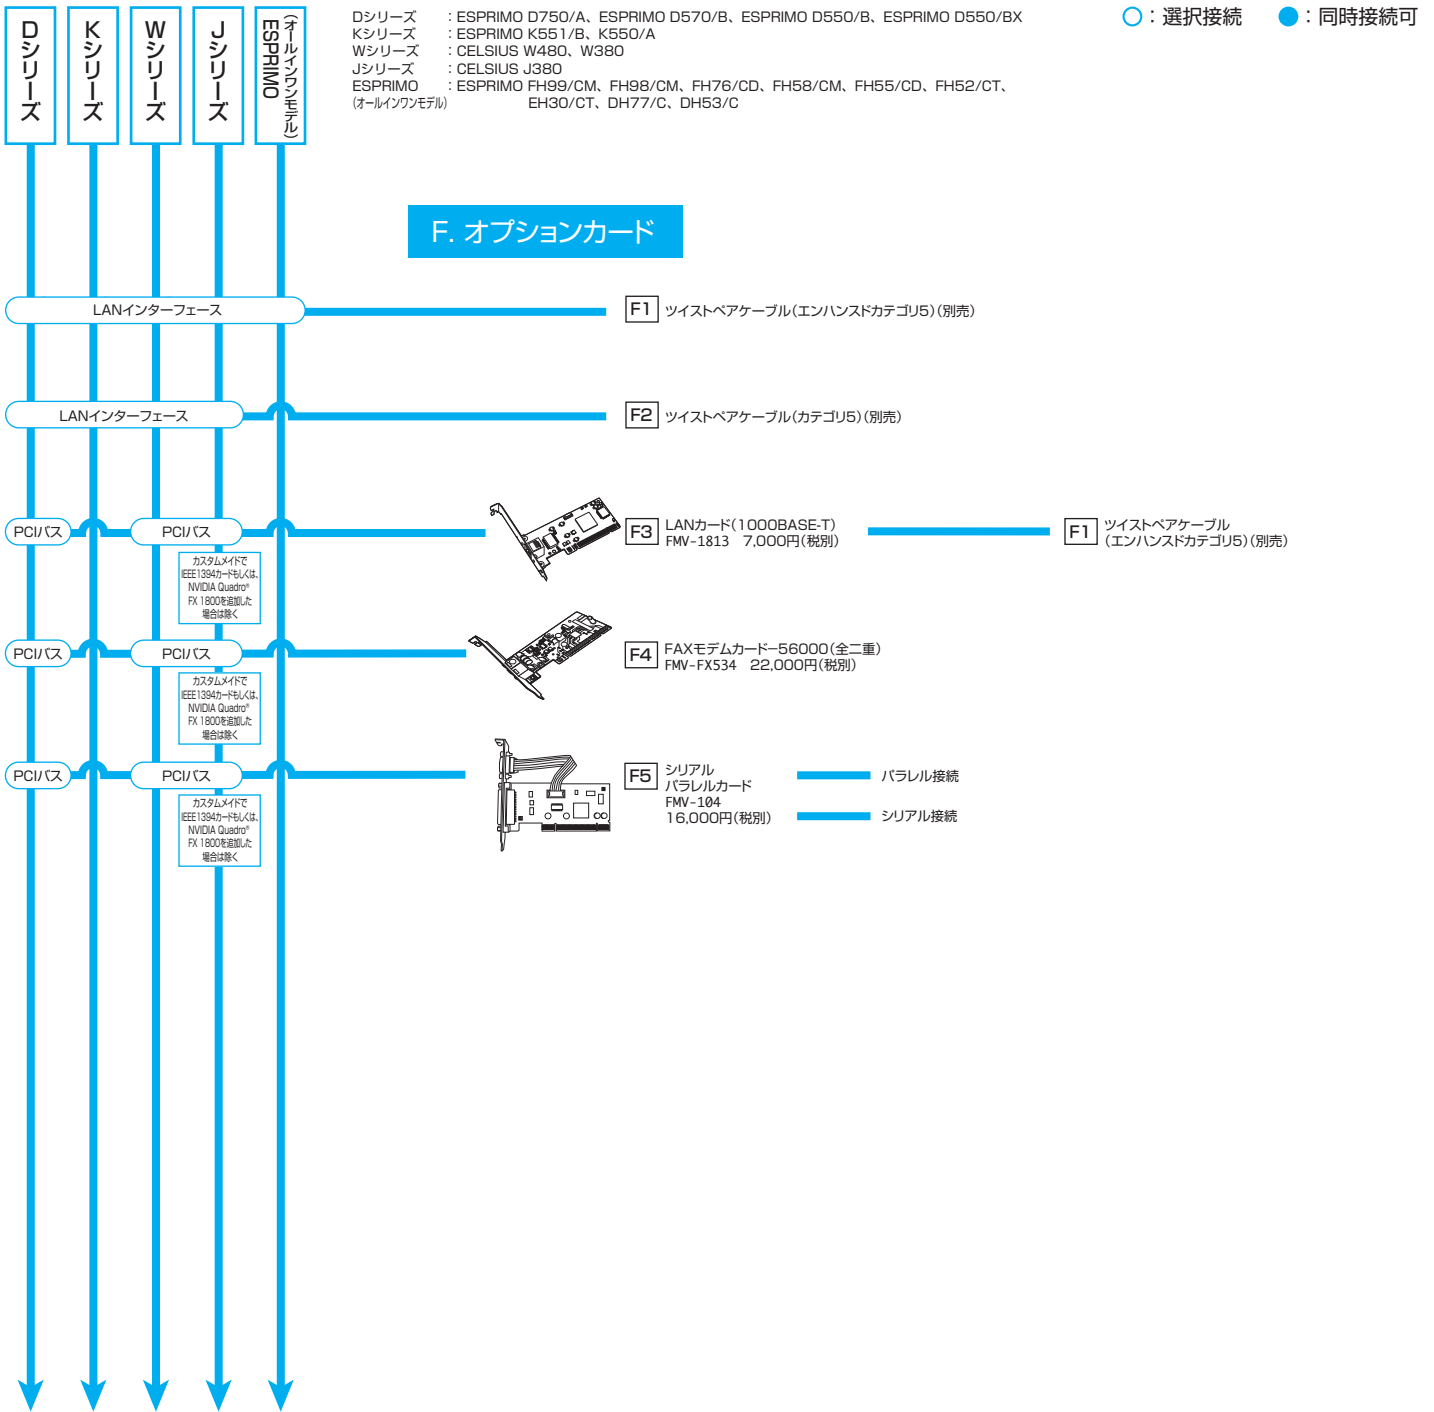 Dシリーズ
Kシリーズ
Wシリーズ
Jシリーズ
ESPRIMO
(オールインワンモデル)
Dシリーズ : ESPRIMO D750/A、ESPRIMO D570/B、ESPRIMO D550/B、ESPRIMO D550/BX
Kシリーズ : ESPRIMO K551/B、K550/A
Wシリーズ : CELSIUS W480、W380
Jシリーズ : CELSIUS J380
ESPRIMO : ESPRIMO FH99/CM、FH98/CM、FH76/CD、FH58/CM、FH55/CD、FH52/CT、
(オールインワンモデル) EH30/CT、DH77/C、DH53/C
○：選択接続 ●：同時接続可
F. オプションカード
LANインターフェース
F1 ツイストペアケーブル(エンハンスドカテゴリ5)(別売)
LANインターフェース
F2 ツイストペアケーブル(カテゴリ5)(別売)
PCIバス
PCIバス
カスタムメイドで
IEEE1394カードもしくは、
NVIDIA Quadro®
FX 1800を追加した
場合は除く
F3 LANカード(1000BASE-T)
FMV-1813 7,000円(税別)
F1 ツイストペアケーブル
(エンハンスドカテゴリ5)(別売)
PCIバス
PCIバス
カスタムメイドで
IEEE1394カードもしくは、
NVIDIA Quadro®
FX 1800を追加した
場合は除く
F4 FAXモデムカード−56000(全二重)
FMV-FX534 22,000円(税別)
PCIバス
PCIバス
カスタムメイドで
IEEE1394カードもしくは、
NVIDIA Quadro®
FX 1800を追加した
場合は除く
F5 シリアル
パラレルカード
FMV-104
16,000円(税別)
パラレル接続
シリアル接続